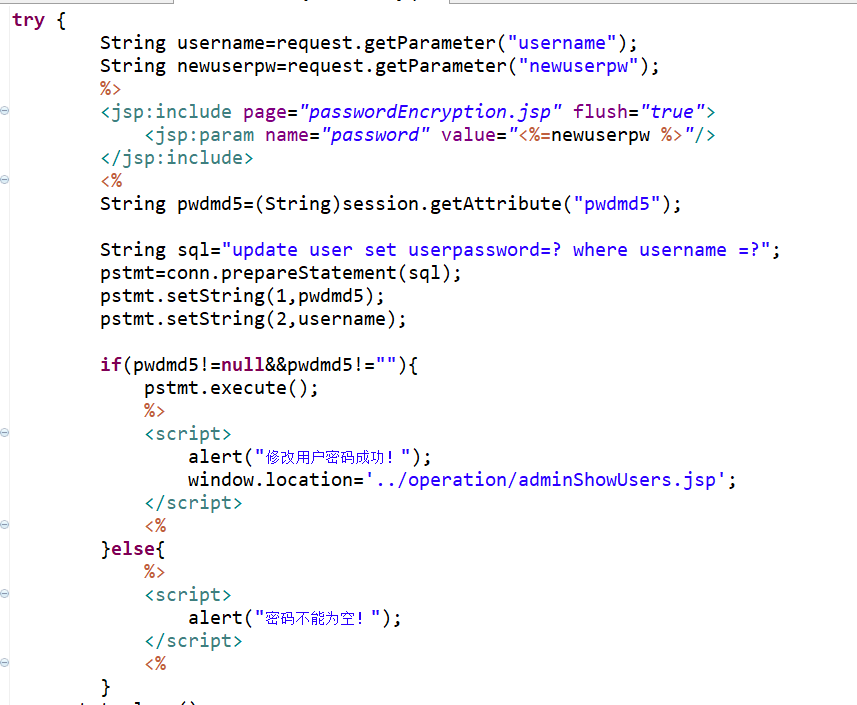 try {
String username=request.getParameter("username");
String newuserpw=request.getParameter("newuserpw");
%>
<jsp:include page="passwordEncryption.jsp" flush="true">
<jsp:param name="password" value="<%=newuserpw %>"/>
</jsp:include>
<%
String pwdmd5=(String)session.getAttribute("pwdmd5");
String sql="update user set userpassword=? where username =?";
pstmt=conn.prepareStatement(sql);
pstmt.setString(1,pwdmd5);
pstmt.setString(2,username);
if(pwdmd5!=null&&pwdmd5!=""){
pstmt.execute();
%>
<script>
alert("修改用户密码成功！");
window.location='../operation/adminShowUsers.jsp';
</script>
<%
}else{
%>
<script>
alert("密码不能为空！");
</script>
<%
}